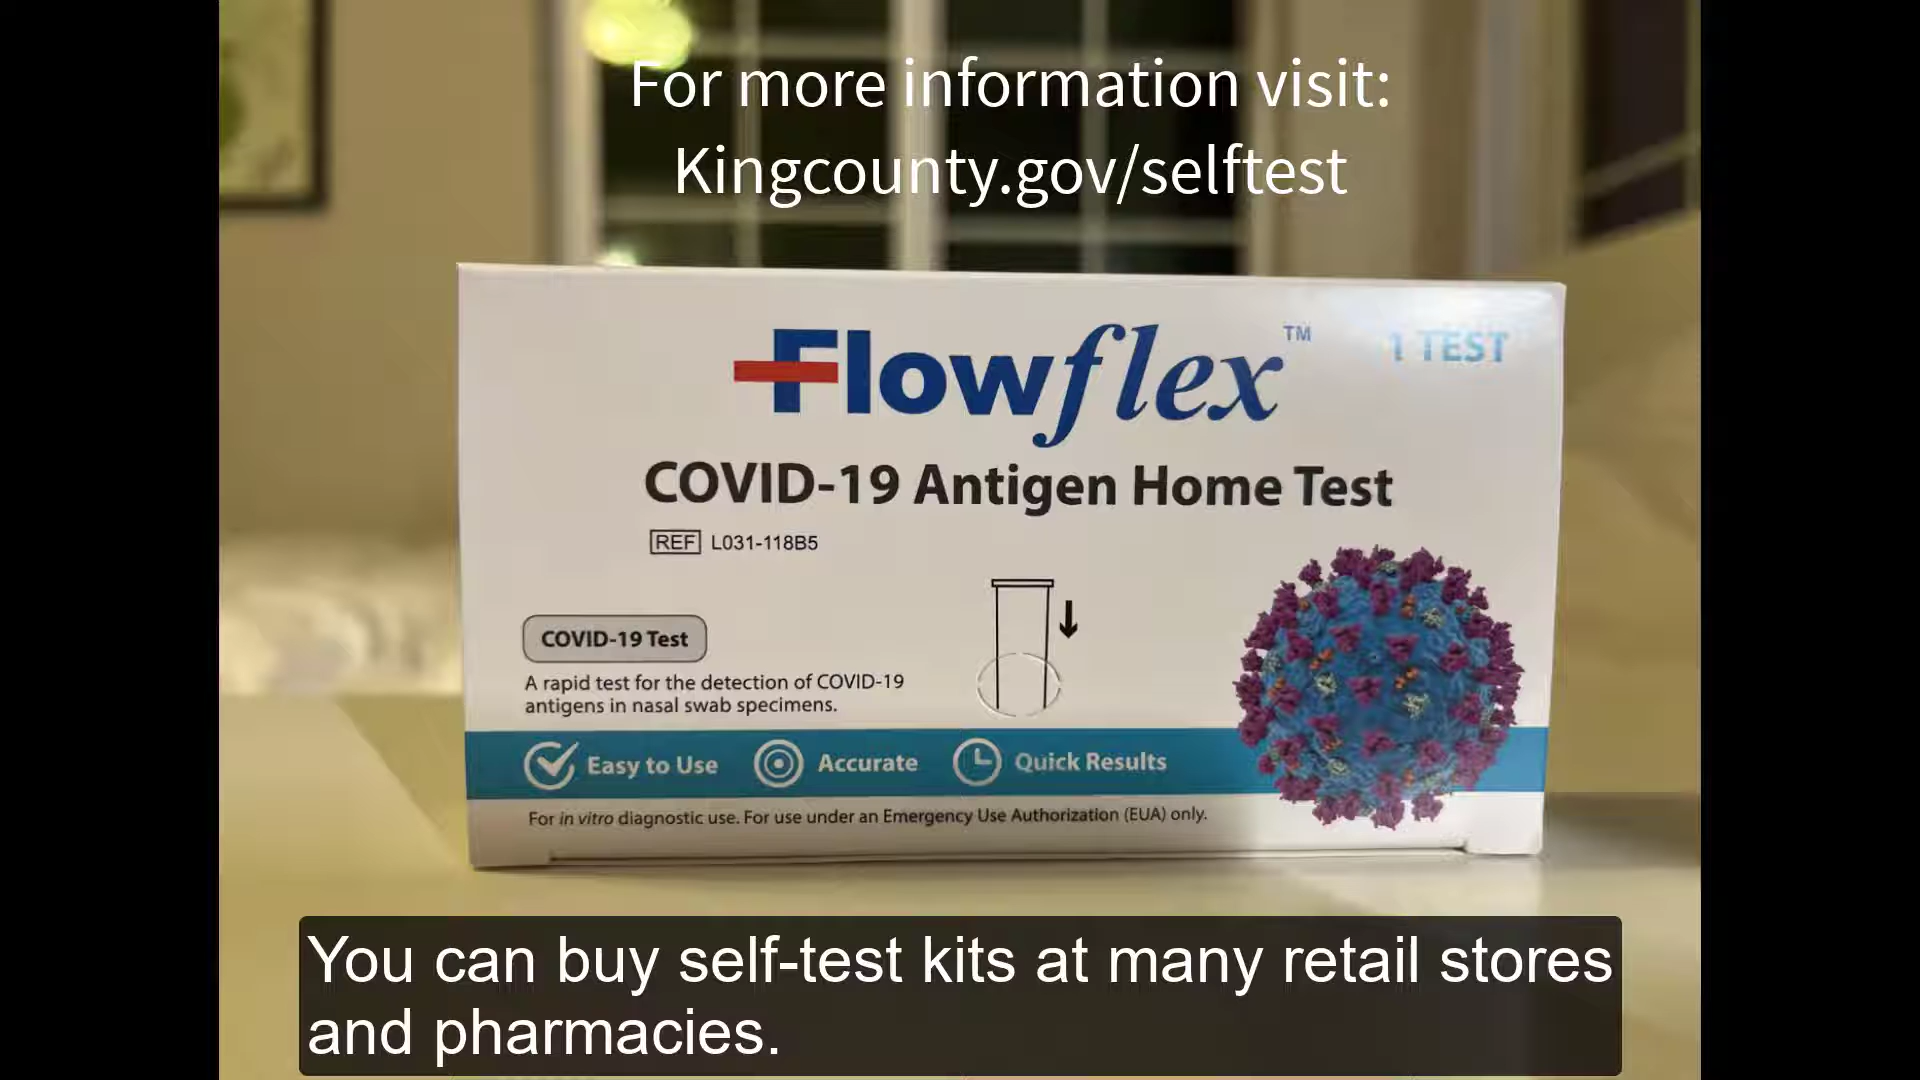 For more information visit:
Kingcounty.gov/selftest
Flowflex™
1 TEST
COVID-19 Antigen Home Test
REF L031-118B5
COVID-19 Test
A rapid test for the detection of COVID-19
antigens in nasal swab specimens.
Easy to Use Accurate Quick Results
For in vitro diagnostic use. For use under an Emergency Use Authorization (EUA) only.
You can buy self-test kits at many retail stores
and pharmacies.